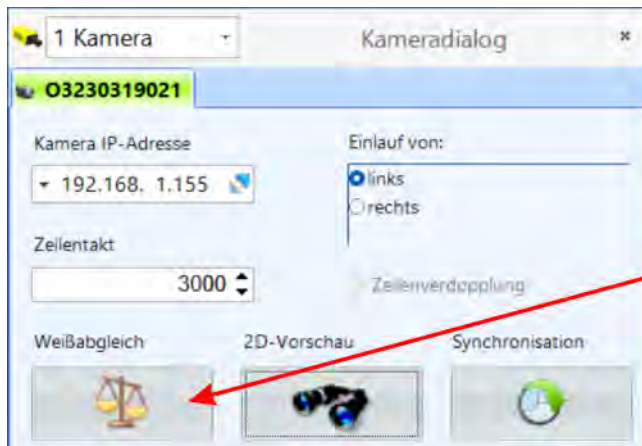 1 Kamera
Kameradialog
O3230319021
Kamera IP-Adresse
Einlauf von:
192.168. 1.155
links
rechts
Zeilentakt
3000
Zeilenverdopplung
Weißabgleich
2D-Vorschau
Synchronisation